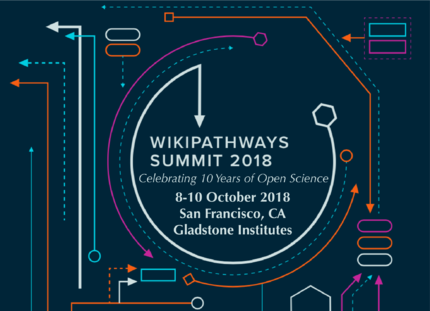 WIKIPATHWAYS
SUMMIT 2018
Celebrating 10 Years of Open Science
8-10 October 2018
San Francisco, CA
Gladstone Institutes